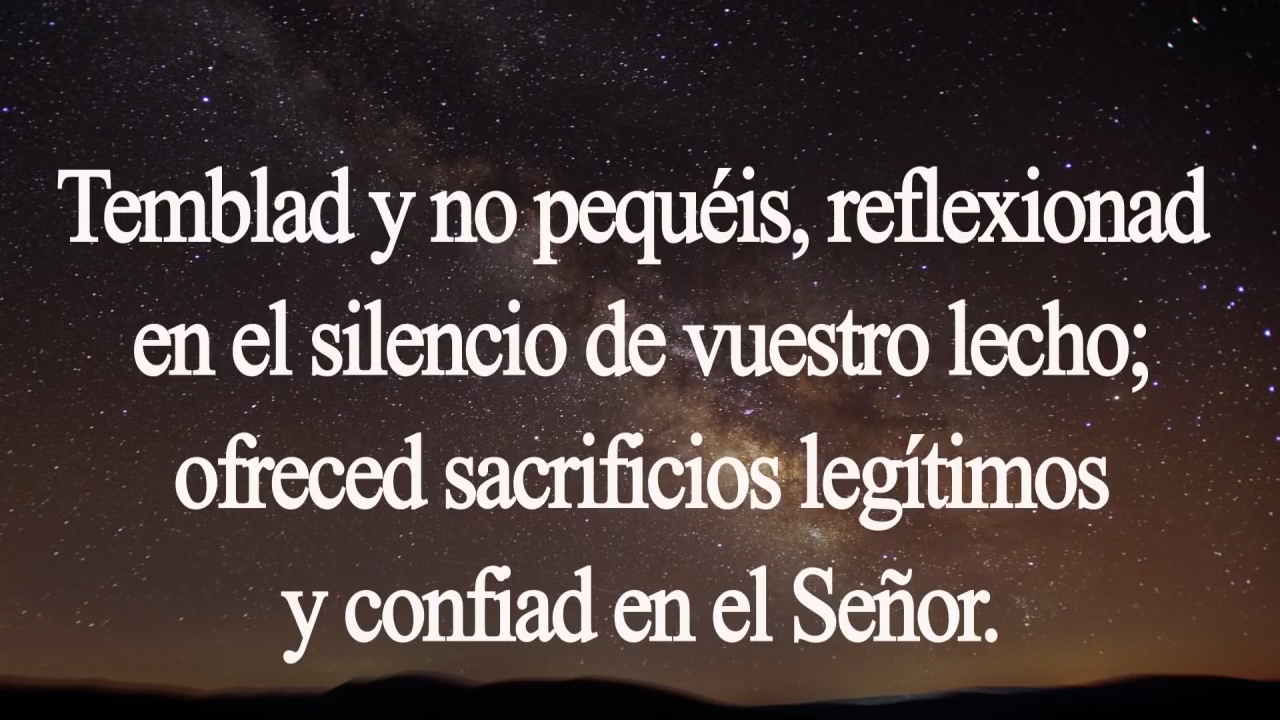 Temblad y no pequéis, reflexionad
en el silencio de vuestro lecho;
ofreced sacrificios legítimos
y confiad en el Señor.